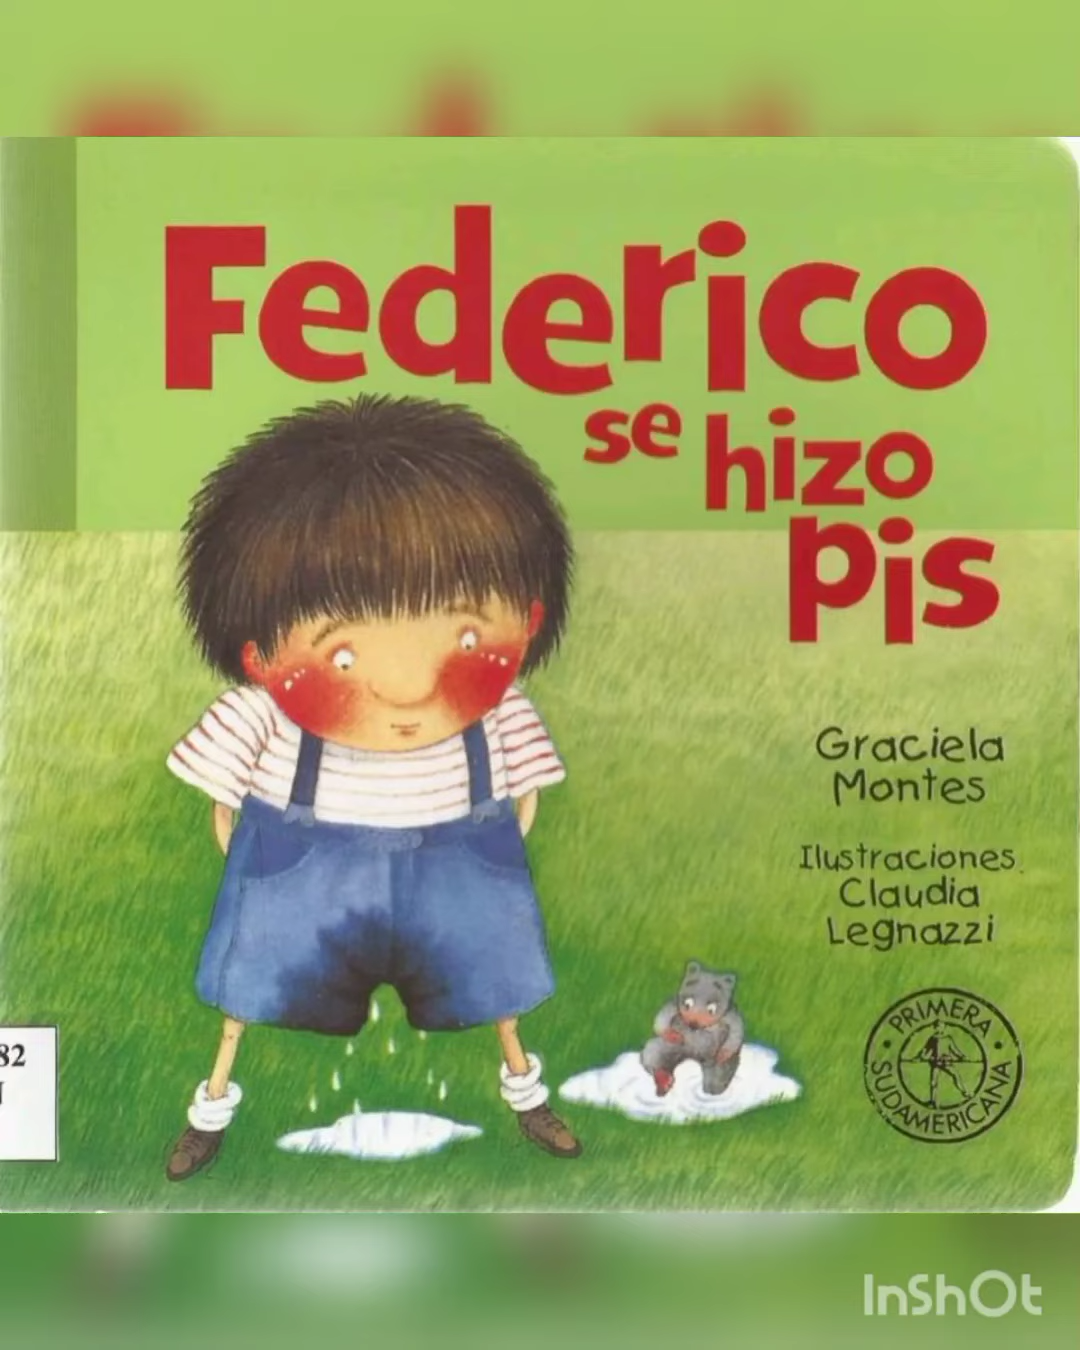 Federico
se hizo
pis
Graciela
Montes
Ilustraciones
Claudia
Legnazzi
PRIMERA
SUDAMERICANA
82
InShOt